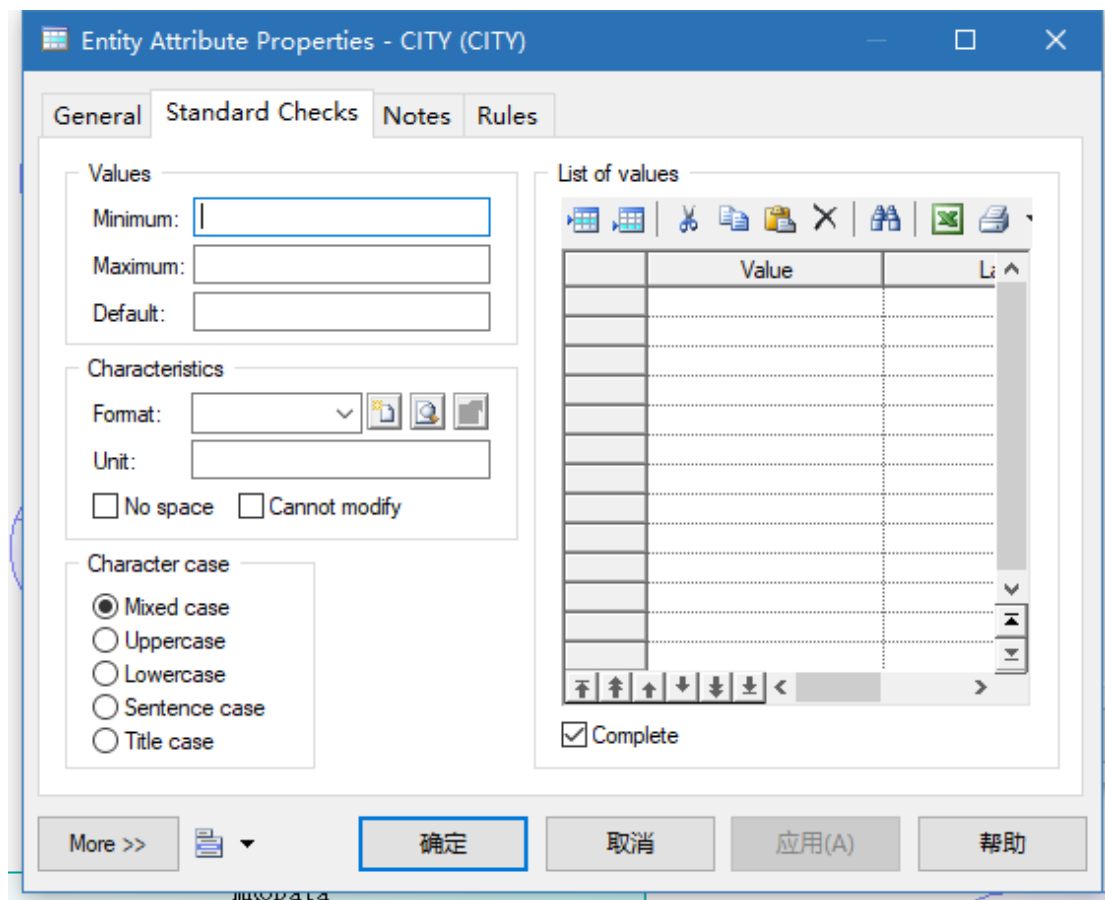 Entity Attribute Properties - CITY (CITY)
General Standard Checks Notes Rules
Values
Minimum:
Maximum:
Default:
Characteristics
Format:
Unit:
No space Cannot modify
Character case
Mixed case
Uppercase
Lowercase
Sentence case
Title case
List of values
Value La
Complete
More >> 确定 取消 应用(A) 帮助